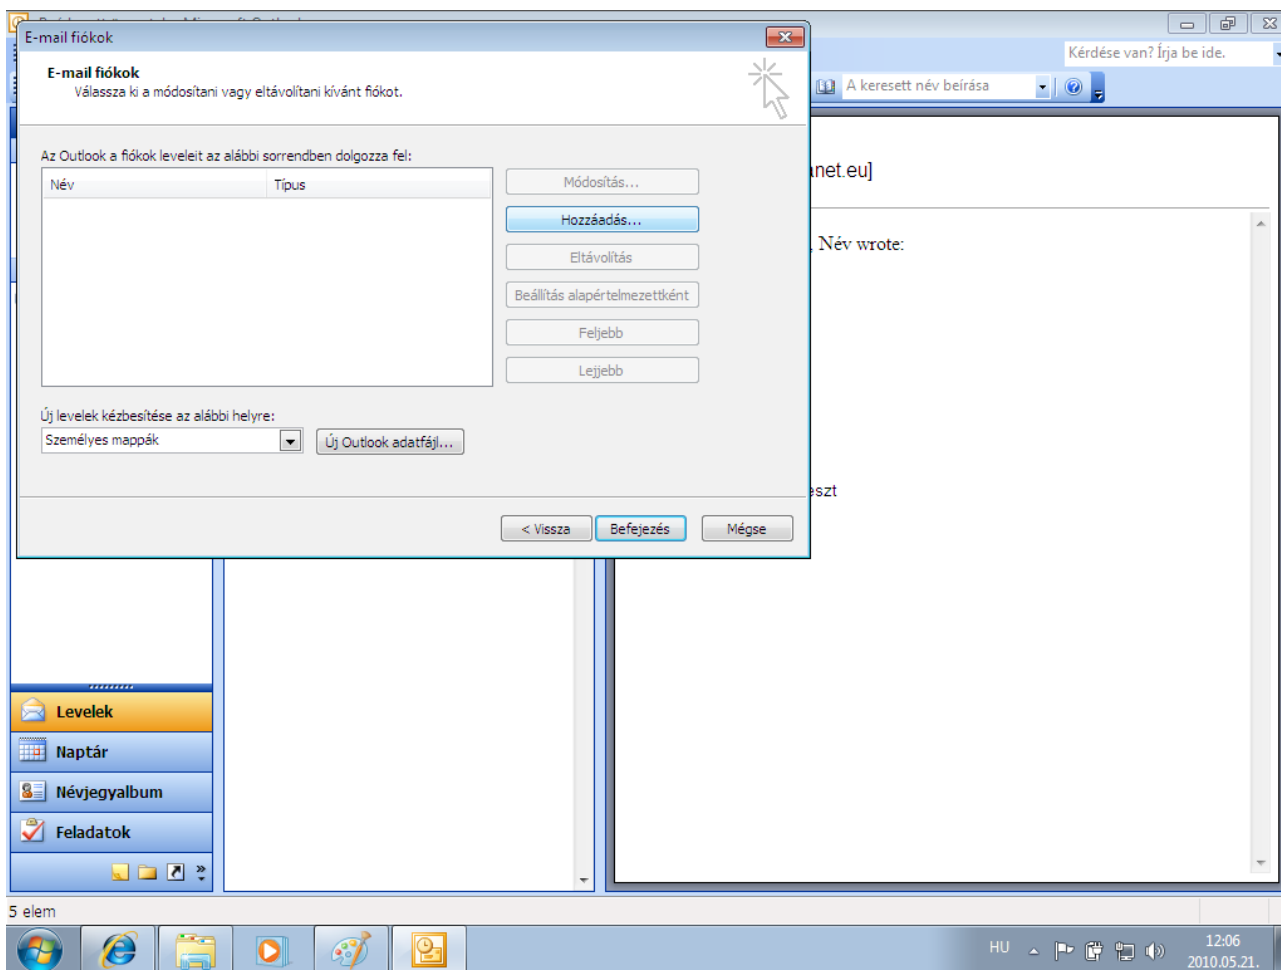 E-mail fiókok
E-mail fiókok
Válassza ki a módosítani vagy eltávolítani kívánt fiókot.
Az Outlook a fiókok leveleit az alábbi sorrendben dolgozza fel:
Név Típus
Módosítás...
Hozzáadás...
Eltávolítás
Beállítás alapértelmezettként
Feljebb
Lejjebb
Új levelek kézbesítése az alábbi helyre:
Személyes mappák Új Outlook adatfájl...
< Vissza Befejezés Mégse
Kérdése van? Írja be ide.
A keresett név beírása
net.eu]
, Név wrote:
eszt
Levelek
Naptár
Névjegyalbum
Feladatok
5 elem
HU
12:06
2010.05.21.